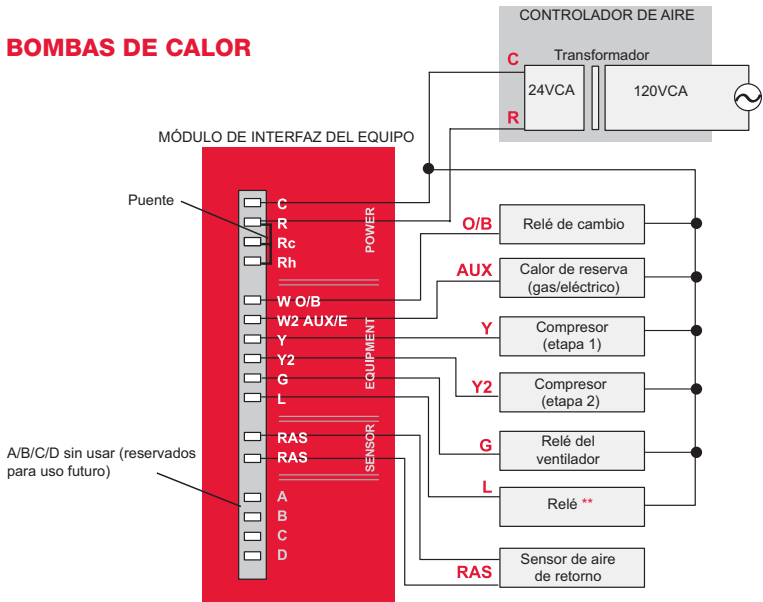 BOMBAS DE CALOR
CONTROLADOR DE AIRE
Transformador
C
24VCA
120VCA
R
MÓDULO DE INTERFAZ DEL EQUIPO
Puente
C
R
Rc
Rh
POWER
W O/B
W2 AUX/E
Y
Y2
G
L
EQUIPMENT
RAS
RAS
SENSOR
A
B
C
D
A/B/C/D sin usar (reservados
para uso futuro)
O/B
Relé de cambio
AUX
Calor de reserva
(gas/eléctrico)
Y
Compresor
(etapa 1)
Y2
Compresor
(etapa 2)
G
Relé del
ventilador
L
Relé **
RAS
Sensor de aire
de retorno